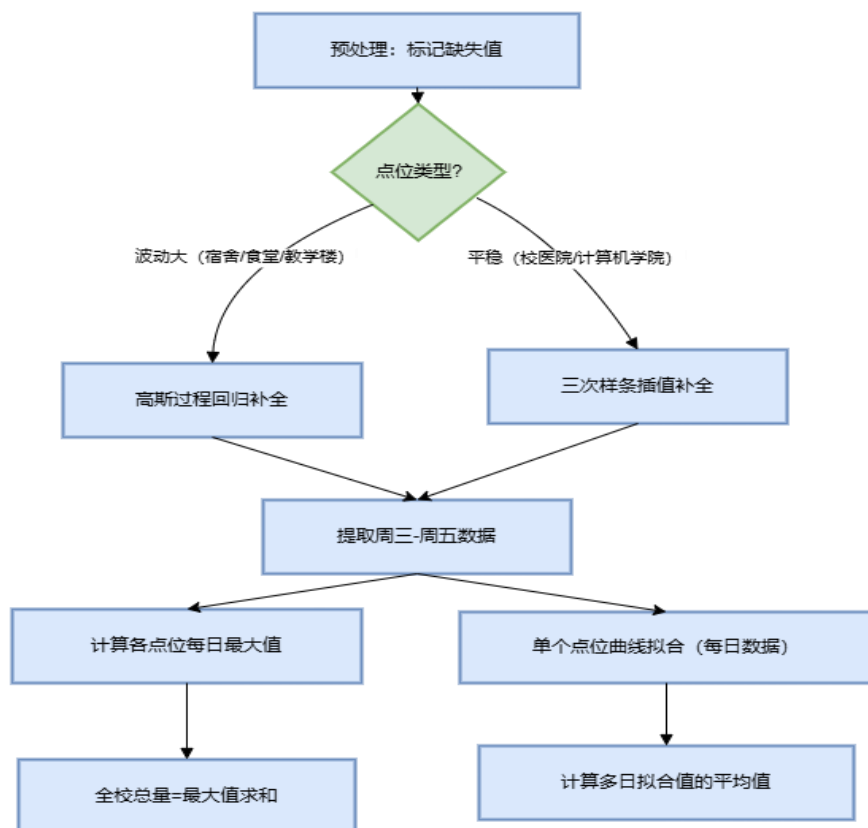 预处理：标记缺失值
点位类型?
波动大（宿舍/食堂/教学楼）
平稳（校医院/计算机学院）
高斯过程回归补全
三次样条插值补全
提取周三-周五数据
计算各点位每日最大值
单个点位曲线拟合（每日数据）
全校总量=最大值求和
计算多日拟合值的平均值